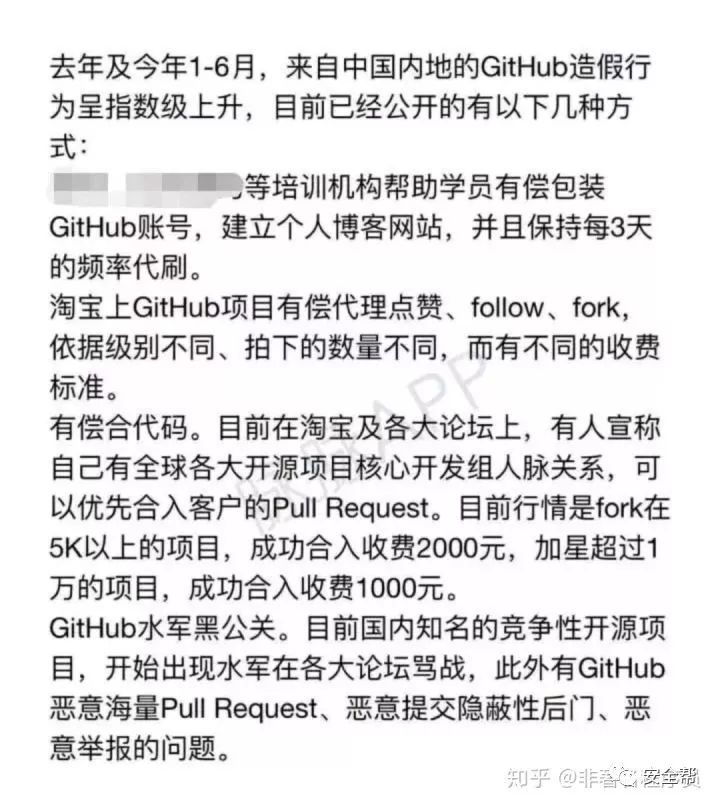 去年及今年1-6月，来自中国内地的GitHub造假行
为呈指数级上升，目前已经公开的有以下几种方
式：
等培训机构帮助学员有偿包装
GitHub账号，建立个人博客网站，并且保持每3天
的频率代刷。
淘宝上GitHub项目有偿代理点赞、follow、fork，
依据级别不同、拍下的数量不同，而有不同的收费
标准。
有偿合代码。目前在淘宝及各大论坛上，有人宣称
自己有全球各大开源项目核心开发组人脉关系，可
以优先合入客户的Pull Request。目前行情是fork在
5K以上的项目，成功合入收费2000元，加星超过1
万的项目，成功合入收费1000元。
GitHub水军黑公关。目前国内知名的竞争性开源项
目，开始出现水军在各大论坛骂战，此外有GitHub
恶意海量Pull Request、恶意提交隐蔽性后门、恶
意举报的问题。
脉脉APP
知乎 @非
安全帮